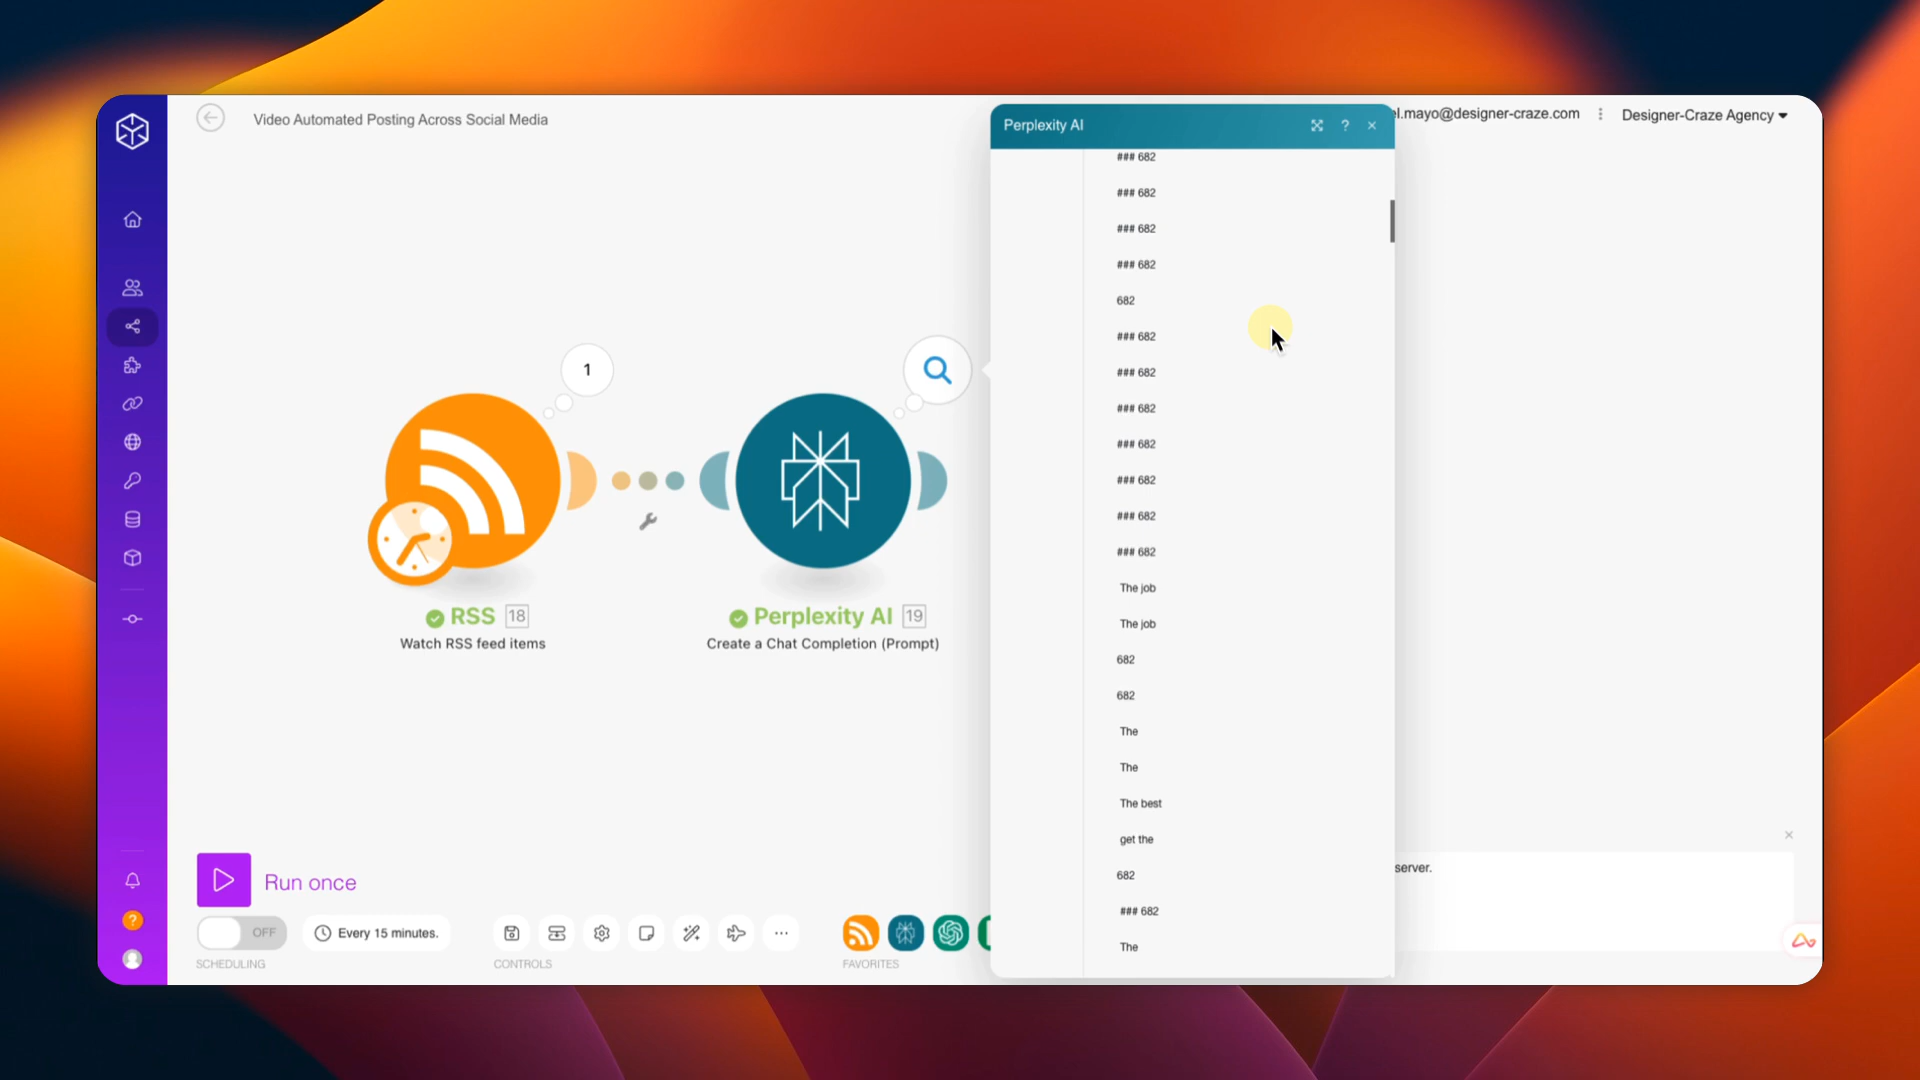 Video Automated Posting Across Social Media
l.mayo@designer-craze.com
Designer-Craze Agency
Perplexity AI
?
### 682
### 682
### 682
### 682
682
### 682
### 682
### 682
### 682
### 682
### 682
### 682
The job
The job
682
682
The
The
The best
get the
682
### 682
The
1
RSS 18
Watch RSS feed items
Perplexity AI 19
Create a Chat Completion (Prompt)
server.
Run once
OFF
Every 15 minutes.
SCHEDULING
CONTROLS
FAVORITES
?